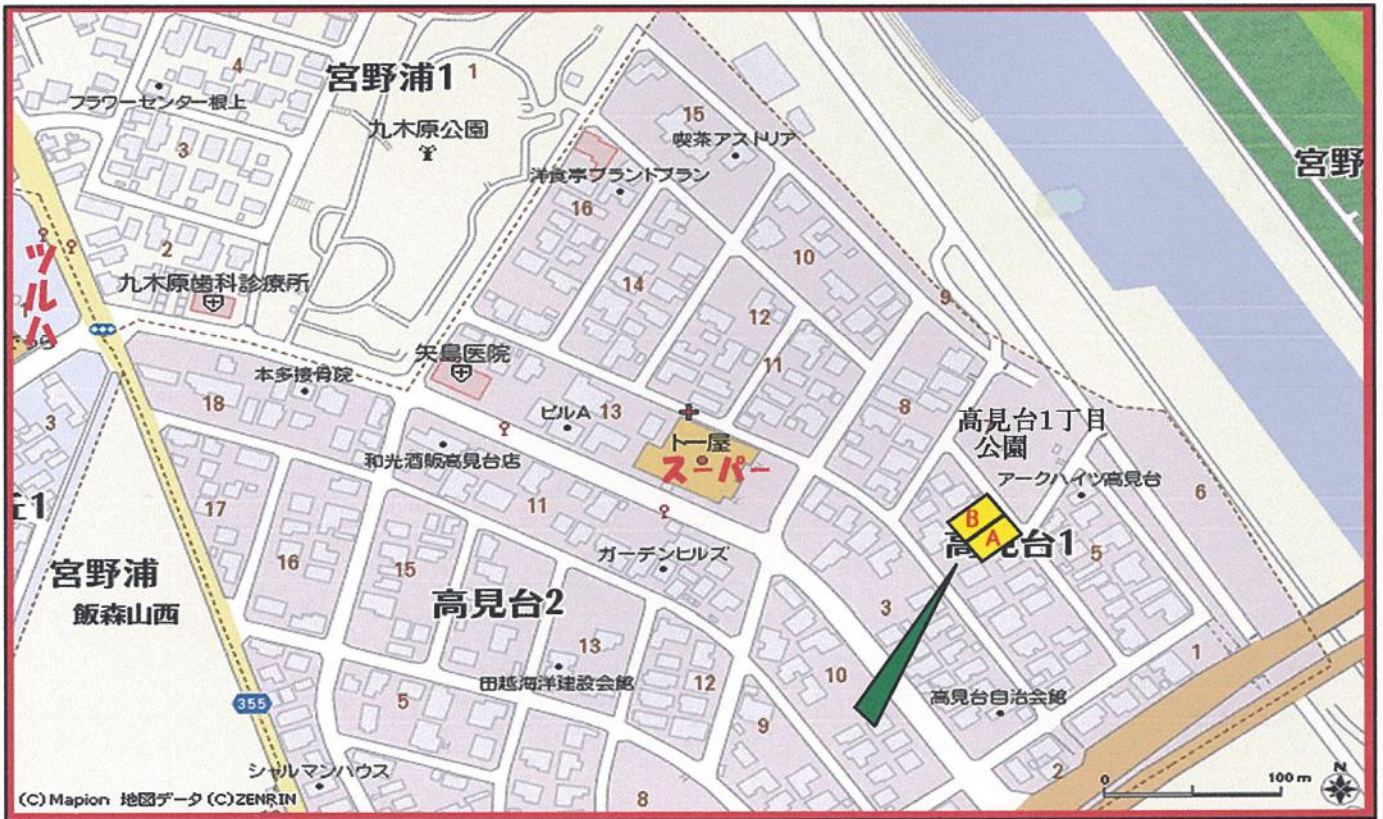 4
宮野浦1
1
フラワーセンター根上
九木原公園
3
15
喫茶アストリア
宮野
洋食亭ブランドブラン
16
2
10
ツルハ
九木原歯科診療所
14
9
12
矢島医院
11
本多接骨院
ビルA
13
8
18
3
高見台1丁目
公園
トー屋
スーパー
和光酒販高見台店
アークハイツ高見台
6
11
17
B
A
丘1
ガーデンヒルズ
高見台1
5
16
宮野浦
飯森山西
15
高見台2
3
13
10
1
田越海洋建設会館
12
高見台自治会館
355
5
9
シャルマンハウス
2
8
0
100m
N
(C)Mapion 地図データ(C)ZENRIN